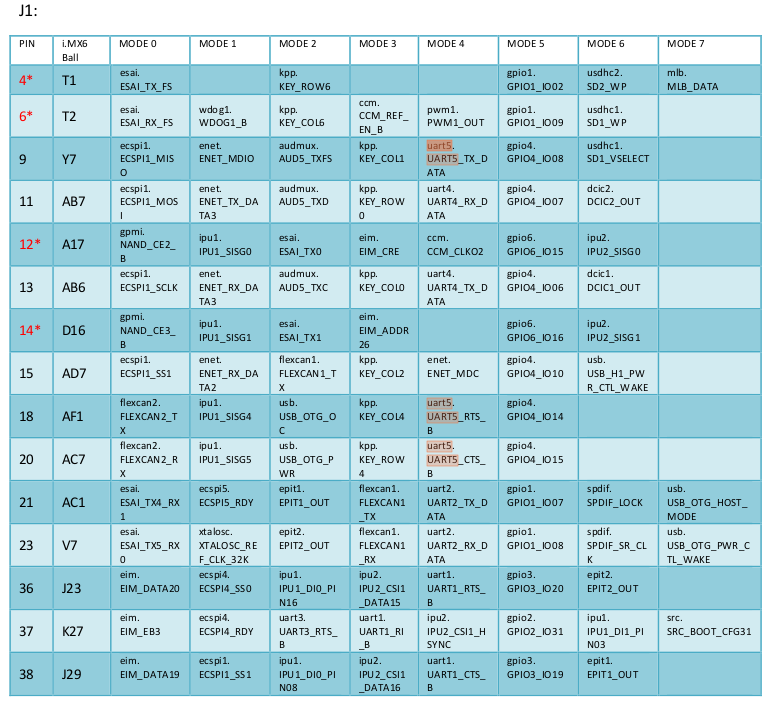 J1:
PIN i.MX6 Ball MODE 0 MODE 1 MODE 2 MODE 3 MODE 4 MODE 5 MODE 6 MODE 7
4* T1 esai. ESAI_TX_FS kpp. KEY_ROW6 gpio1. GPIO1_IO02 usdhc2. SD2_WP mlb. MLB_DATA
6* T2 esai. ESAI_RX_FS wdog1. WDOG1_B kpp. KEY_COL6 ccm. CCM_REF_EN_B pwm1. PWM1_OUT gpio1. GPIO1_IO09 usdhc1. SD1_WP
9 Y7 ecspi1. ECSPI1_MISO enet. ENET_MDIO audmux. AUD5_TXFS kpp. KEY_COL1 uart5. UART5_TX_DATA gpio4. GPIO4_IO08 usdhc1. SD1_VSELECT
11 AB7 ecspi1. ECSPI1_MOSI enet. ENET_TX_DATA3 audmux. AUD5_TXD kpp. KEY_ROW0 uart4. UART4_RX_DATA gpio4. GPIO4_IO07 dcic2. DCIC2_OUT
12* A17 gpmi. NAND_CE2_B ipu1. IPU1_SISG0 esai. ESAI_TX0 eim. EIM_CRE ccm. CCM_CLKO2 gpio6. GPIO6_IO15 ipu2. IPU2_SISG0
13 AB6 ecspi1. ECSPI1_SCLK enet. ENET_RX_DATA3 audmux. AUD5_TXC kpp. KEY_COL0 uart4. UART4_TX_DATA gpio4. GPIO4_IO06 dcic1. DCIC1_OUT
14* D16 gpmi. NAND_CE3_B ipu1. IPU1_SISG1 esai. ESAI_TX1 eim. EIM_ADDR26 gpio6. GPIO6_IO16 ipu2. IPU2_SISG1
15 AD7 ecspi1. ECSPI1_SS1 enet. ENET_RX_DATA2 flexcan1. FLEXCAN1_TX kpp. KEY_COL2 enet. ENET_MDC gpio4. GPIO4_IO10 usb. USB_H1_PWR_CTL_WAKE
18 AF1 flexcan2. FLEXCAN2_TX ipu1. IPU1_SISG4 usb. USB_OTG_OC kpp. KEY_COL4 uart5. UART5_RTS_B gpio4. GPIO4_IO14
20 AC7 flexcan2. FLEXCAN2_RX ipu1. IPU1_SISG5 usb. USB_OTG_PWR kpp. KEY_ROW4 uart5. UART5_CTS_B gpio4. GPIO4_IO15
21 AC1 esai. ESAI_TX4_RX1 ecspi5. ECSPI5_RDY epit1. EPIT1_OUT flexcan1. FLEXCAN1_TX uart2. UART2_TX_DATA gpio1. GPIO1_IO07 spdif. SPDIF_LOCK usb. USB_OTG_HOST_MODE
23 V7 esai. ESAI_TX5_RX0 xtalosc. XTALOSC_REF_CLK_32K epit2. EPIT2_OUT flexcan1. FLEXCAN1_RX uart2. UART2_RX_DATA gpio1. GPIO1_IO08 spdif. SPDIF_SR_CLK usb. USB_OTG_PWR_CTL_WAKE
36 J23 eim. EIM_DATA20 ecspi4. ECSPI4_SS0 ipu1. IPU1_DI0_PIN16 ipu2. IPU2_CSI1_DATA15 uart1. UART1_RTS_B gpio3. GPIO3_IO20 epit2. EPIT2_OUT
37 K27 eim. EIM_EB3 ecspi4. ECSPI4_RDY uart3. UART3_RTS_B uart1. UART1_RI_B ipu2. IPU2_CSI1_HSYNC gpio2. GPIO2_IO31 ipu1. IPU1_DI1_PIN03 src. SRC_BOOT_CFG31
38 J29 eim. EIM_DATA19 ecspi1. ECSPI1_SS1 ipu1. IPU1_DI0_PIN08 ipu2. IPU2_CSI1_DATA16 uart1. UART1_CTS_B gpio3. GPIO3_IO19 epit1. EPIT1_OUT